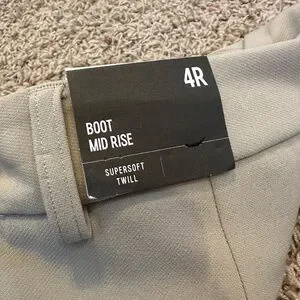 4R
BOOT
MID RISE
SUPERSOFT
TWILL